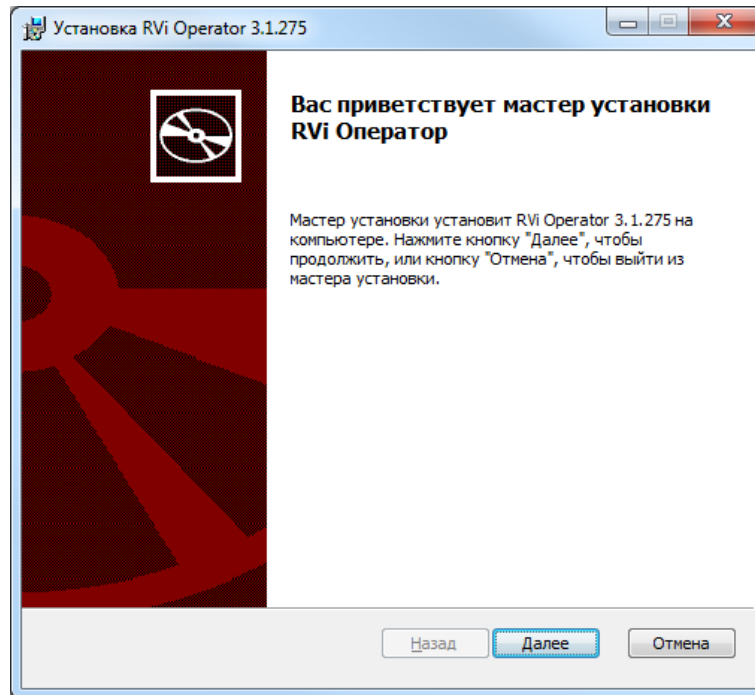 Установка RVi Operator 3.1.275
Вас приветствует мастер установки
RVi Оператор
Мастер установки установит RVi Operator 3.1.275 на
компьютере. Нажмите кнопку "Далее", чтобы
продолжить, или кнопку "Отмена", чтобы выйти из
мастера установки.
Назад Далее Отмена